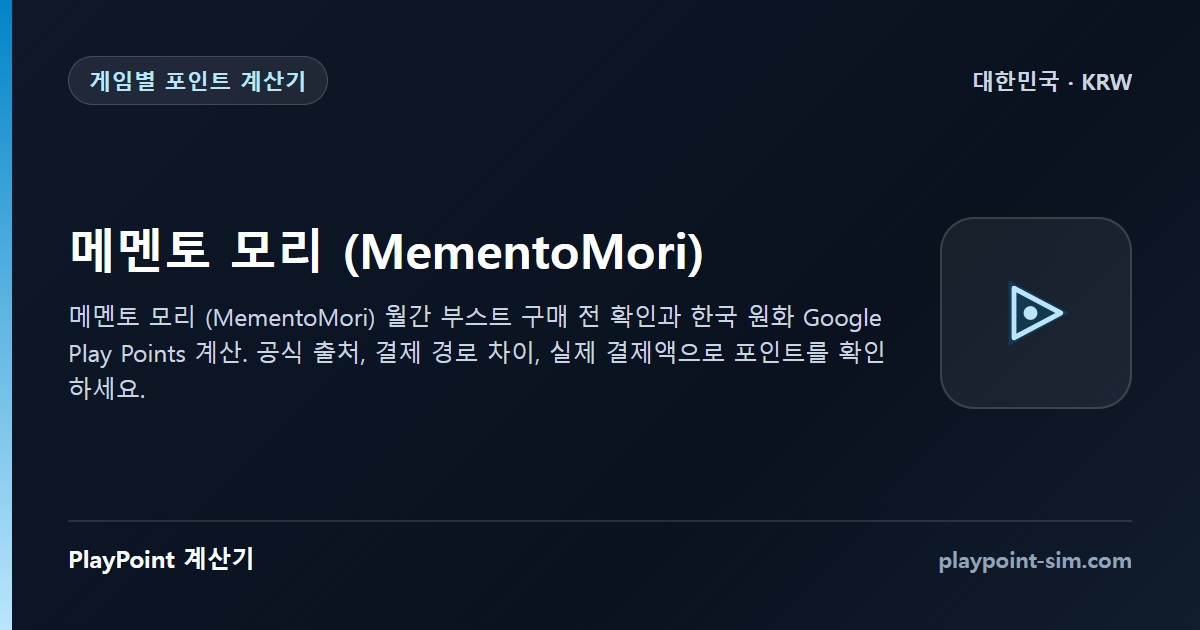 게임별 포인트 계산기
대한민국 · KRW
메멘토 모리 (MementoMori)
메멘토 모리 (MementoMori) 월간 부스트 구매 전 확인과 한국 원화 Google
Play Points 계산. 공식 출처, 결제 경로 차이, 실제 결제액으로 포인트를 확인
하세요.
PlayPoint 계산기
playpoint-sim.com